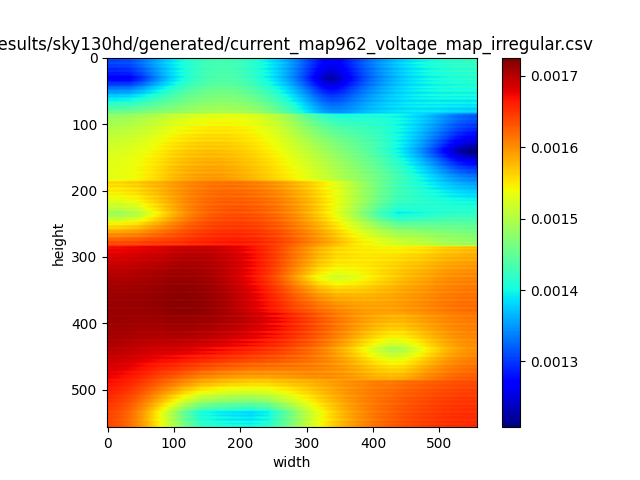 esults/sky130hd/generated/current_map962_voltage_map_irregular.csv
0
100
200
300
400
500
height
0 100 200 300 400 500
width
0.0017
0.0016
0.0015
0.0014
0.0013